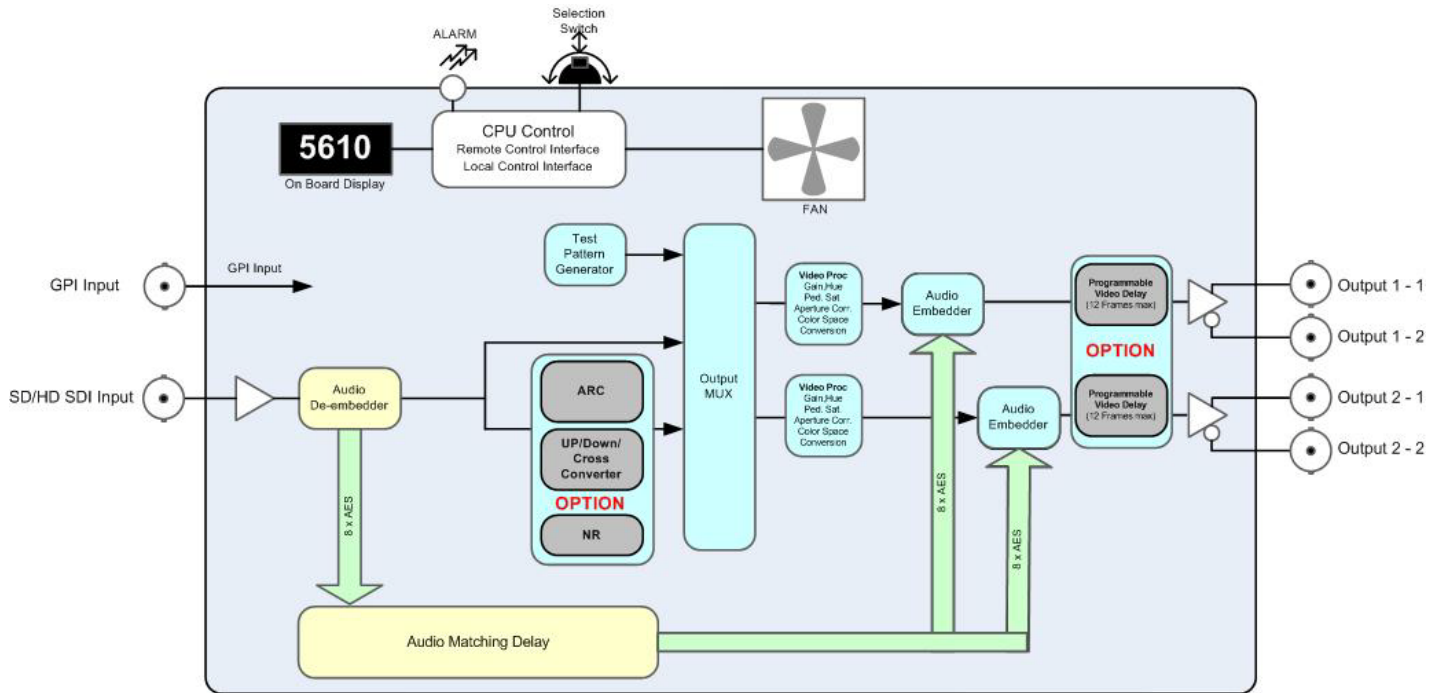 Selection
Switch
ALARM
5610
On Board Display
CPU Control
Remote Control Interface
Local Control Interface
FAN
Test
Pattern
Generator
GPI Input
GPI Input
SD/HD SDI Input
Audio
De-embedder
ARC
UP/Down/
Cross
Converter
OPTION
NR
Output
MUX
Video Proc
Gain,Hue
Ped. Sat.
Aperture Corr.
Color Space
Conversion
Video Proc
Gain,Hue
Ped. Sat.
Aperture Corr.
Color Space
Conversion
Audio
Embedder
Audio
Embedder
Programmable
Video Delay
(12 Frames max)
OPTION
Programmable
Video Delay
(12 Frames max)
Output 1 - 1
Output 1 - 2
Output 2 - 1
Output 2 - 2
8 x AES
8 x AES
8 x AES
Audio Matching Delay